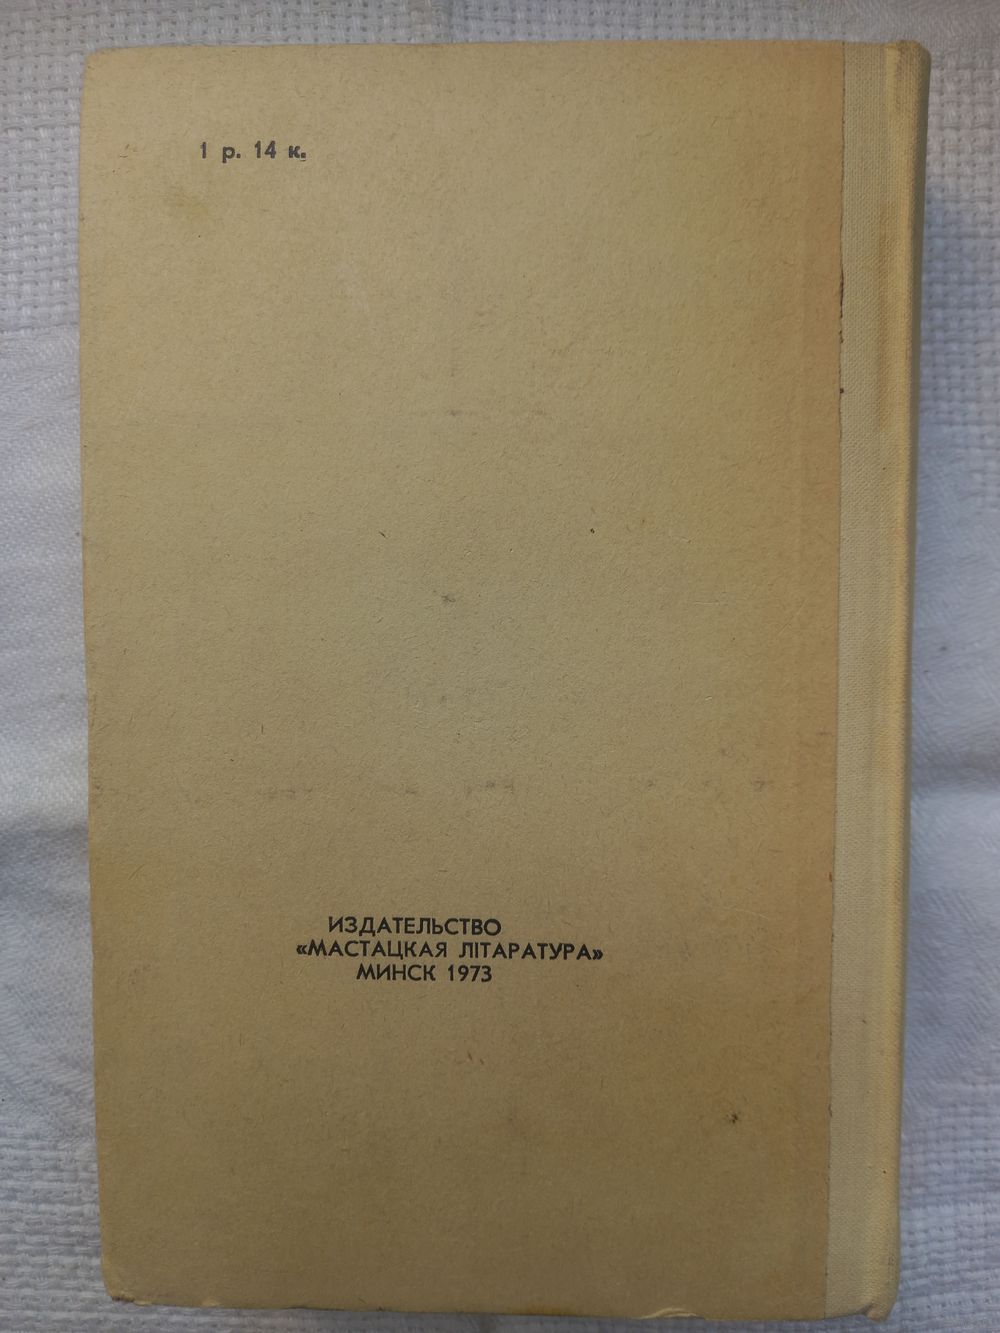 1 р. 14 к.
ИЗДАТЕЛЬСТВО
«МАСТАЦКАЯ ЛІТАРАТУРА»
МИНСК 1973